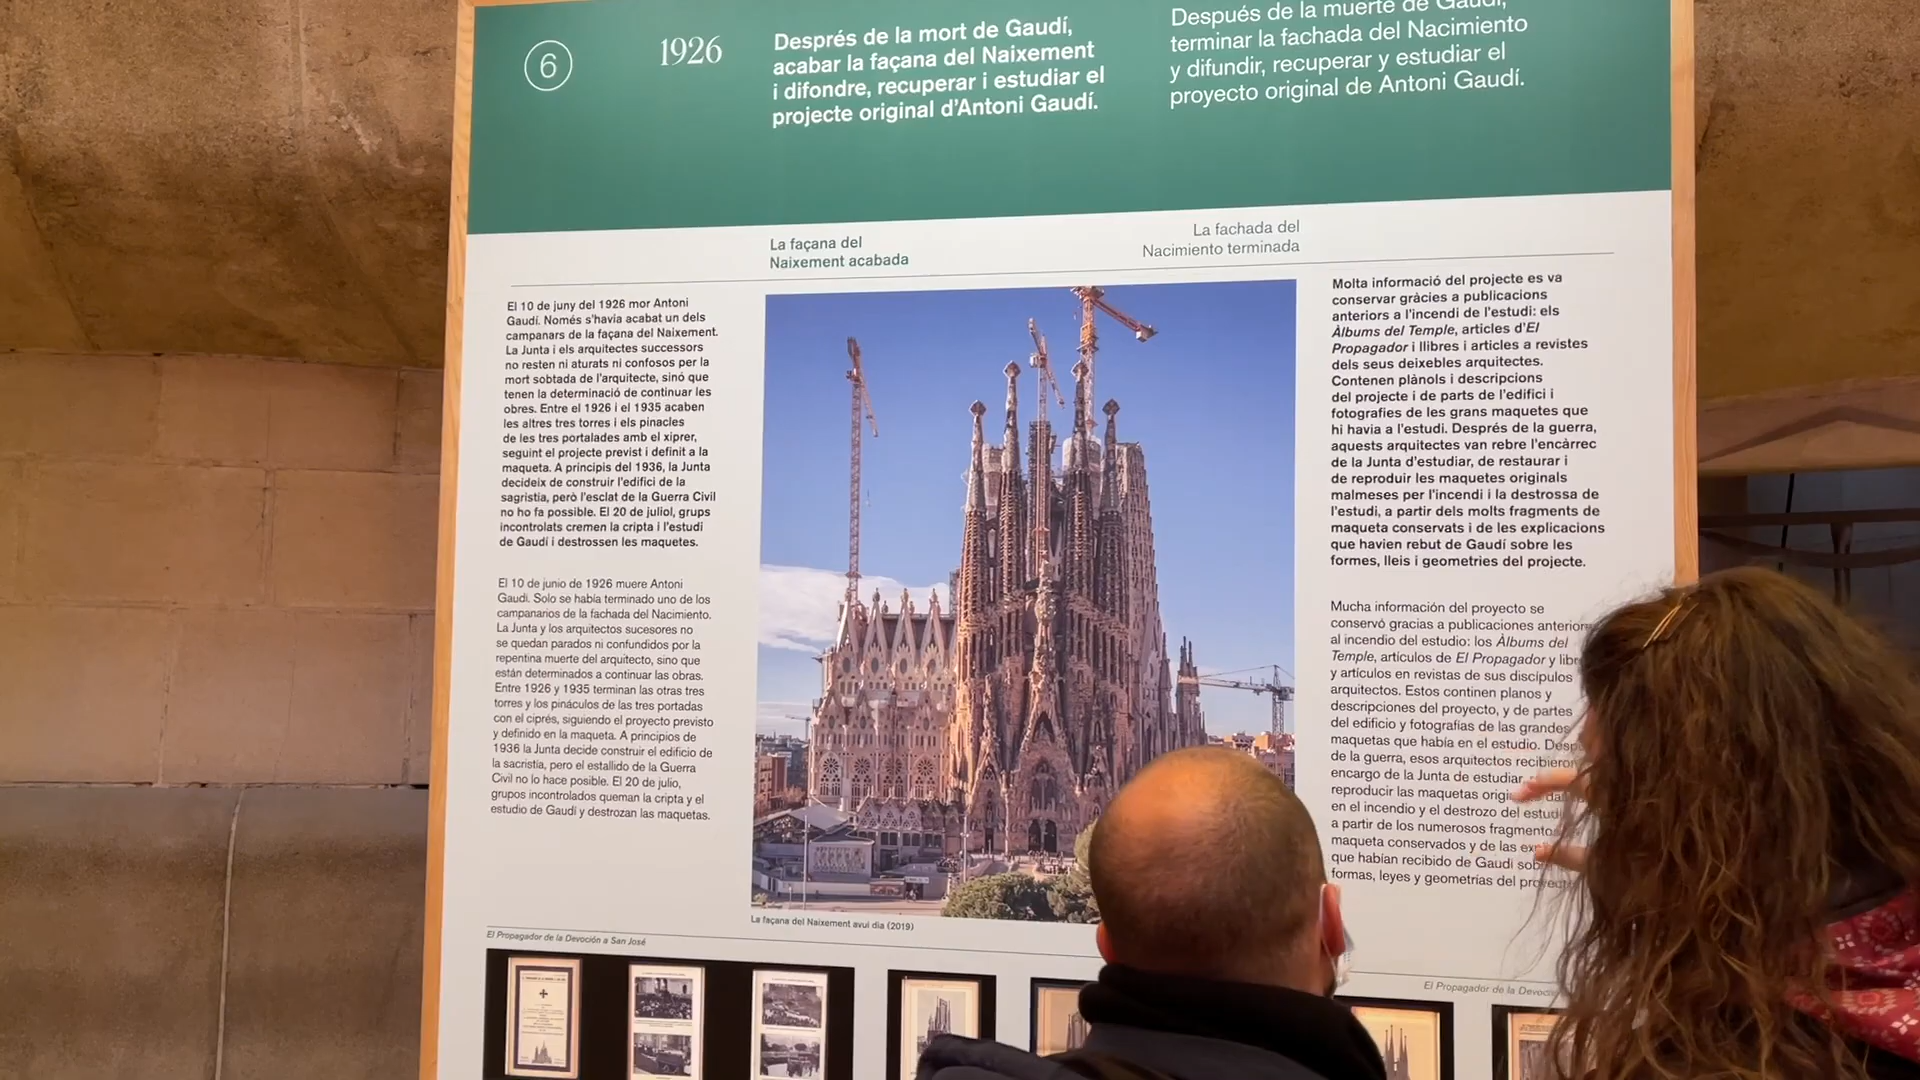 6
1926
Després de la mort de Gaudí,
acabar la façana del Naixement
i difondre, recuperar i estudiar el
projecte original d'Antoni Gaudí.
Después de la muerte de Gaudí,
terminar la fachada del Nacimiento
y difundir, recuperar y estudiar el
proyecto original de Antoni Gaudí.
La façana del
Naixement acabada
La fachada del
Nacimiento terminada
El 10 de juny del 1926 mor Antoni
Gaudí. Només s'havia acabat un dels
campanars de la façana del Naixement.
La Junta i els arquitectes successors
no resten ni aturats ni confosos per la
mort sobtada de l'arquitecte, sinó que
tenen la determinació de continuar les
obres. Entre el 1926 i el 1935 acaben
les altres tres torres i els pinacles
de les tres portalades amb el xiprer,
seguint el projecte previst i definit a la
maqueta. A principis del 1936, la Junta
decideix de construir l'edifici de la
sagristia, però l'esclat de la Guerra Civil
no ho fa possible. El 20 de juliol, grups
incontrolats cremen la cripta i l'estudi
de Gaudí i destrossen les maquetes.
El 10 de junio de 1926 muere Antoni
Gaudí. Solo se había terminado uno de los
campanarios de la fachada del Nacimiento.
La Junta y los arquitectos sucesores no
se quedan parados ni confundidos por la
repentina muerte del arquitecto, sino que
están determinados a continuar las obras.
Entre 1926 y 1935 terminan las otras tres
torres y los pináculos de las tres portadas
con el ciprés, siguiendo el proyecto previsto
y definido en la maqueta. A principios de
1936 la Junta decide construir el edificio de
la sacristía, pero el estallido de la Guerra
Civil no lo hace posible. El 20 de julio,
grupos incontrolados queman la cripta y el
estudio de Gaudí y destrozan las maquetas.
La façana del Naixement avui dia (2019)
Molta informació del projecte es va
conservar gràcies a publicacions
anteriors a l'incendi de l'estudi: els
Àlbums del Temple, articles d'El
Propagador i llibres i articles a revistes
dels seus deixebles arquitectes.
Contenen plànols i descripcions
del projecte i de parts de l'edifici i
fotografies de les grans maquetes que
hi havia a l'estudi. Després de la guerra,
aquests arquitectes van rebre l'encàrrec
de la Junta d'estudiar, de restaurar i
de reproduir les maquetes originals
malmeses per l'incendi i la destrossa de
l'estudi, a partir dels molts fragments de
maqueta conservats i de les explicacions
que havien rebut de Gaudí sobre les
formes, lleis i geometries del projecte.
Mucha información del proyecto se
conservó gracias a publicaciones anterior
al incendio del estudio: los Àlbums del
Temple, artículos de El Propagador y lib
y artículos en revistas de sus discípulos
arquitectos. Estos continen planos y
descripciones del proyecto, y de partes
del edificio y fotografías de las grandes
maquetas que había en el estudio. Desp
de la guerra, esos arquitectos recibieron
encargo de la Junta de estudiar,
reproducir las maquetas origi
en el incendio y el destrozo del estud
a partir de los numerosos fragmentos
maqueta conservados y de las ex
que habían recibido de Gaudí sob
formas, leyes y geometrías del proyect
El Propagador de la Devoción a San José
El Propagador de la Devoció